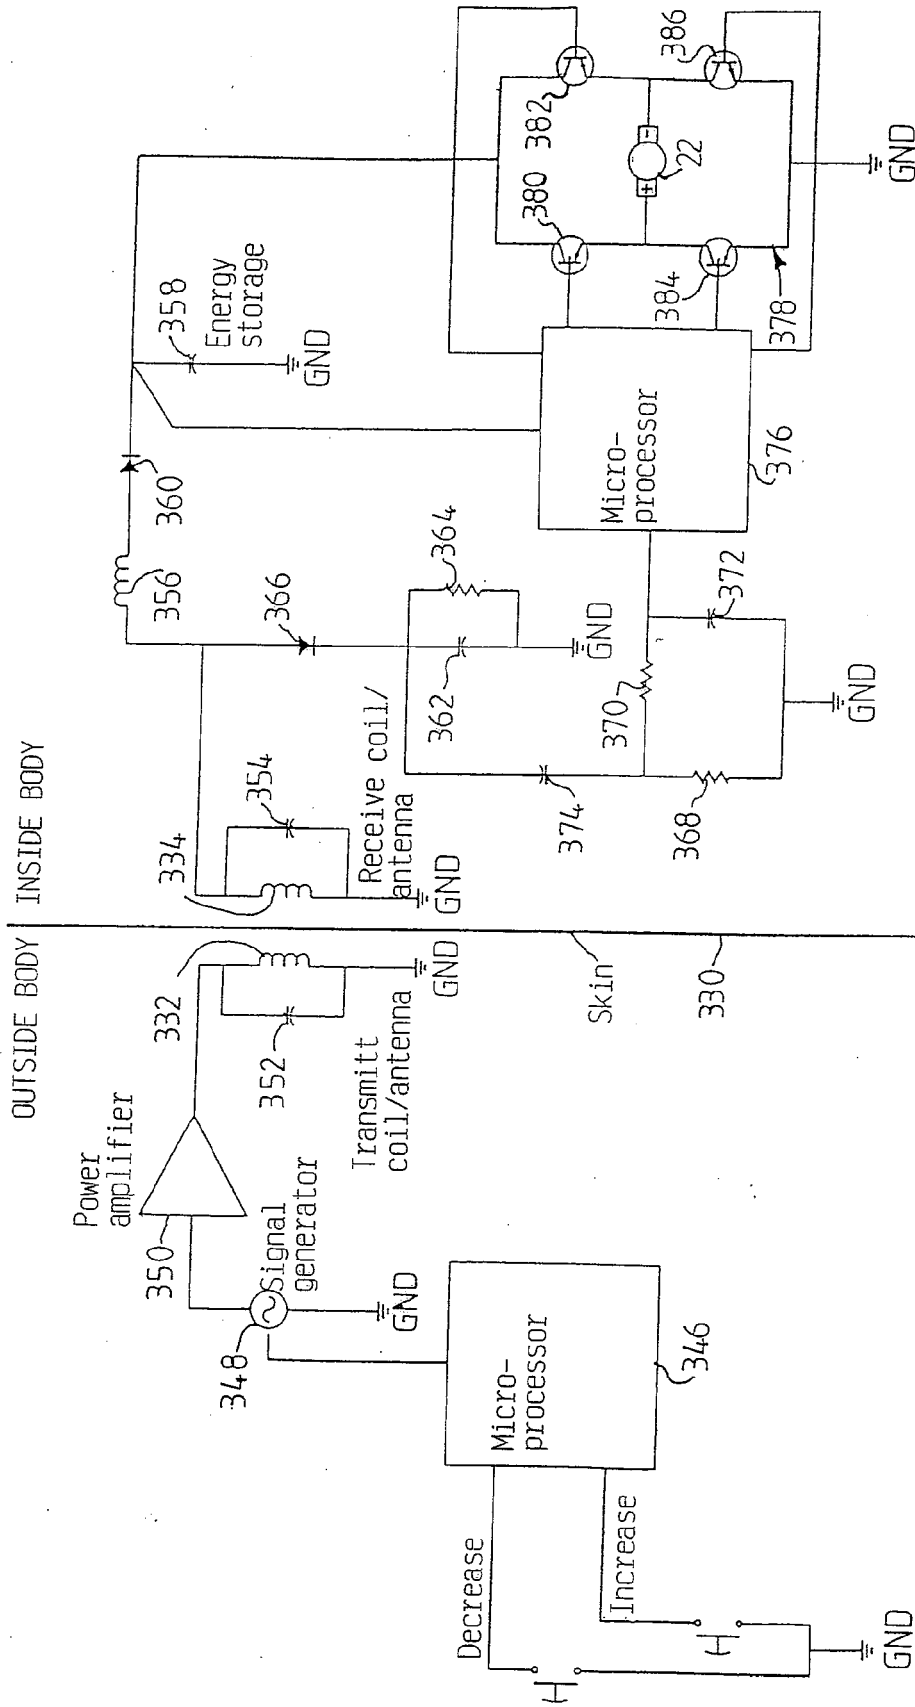 OUTSIDE BODY
INSIDE BODY
Power
amplifier
350
348
Signal
generator
GND
332
352
Transmitt
coil/antenna
GND
Micro-
processor
346
Decrease
Increase
GND
Skin
330
334
354
Receive coil/
antenna
GND
356
360
358
Energy
storage
GND
366
364
362
GND
374
370
368
372
GND
Micro-
processor
376
380
382
384
386
+
-
22
378
GND